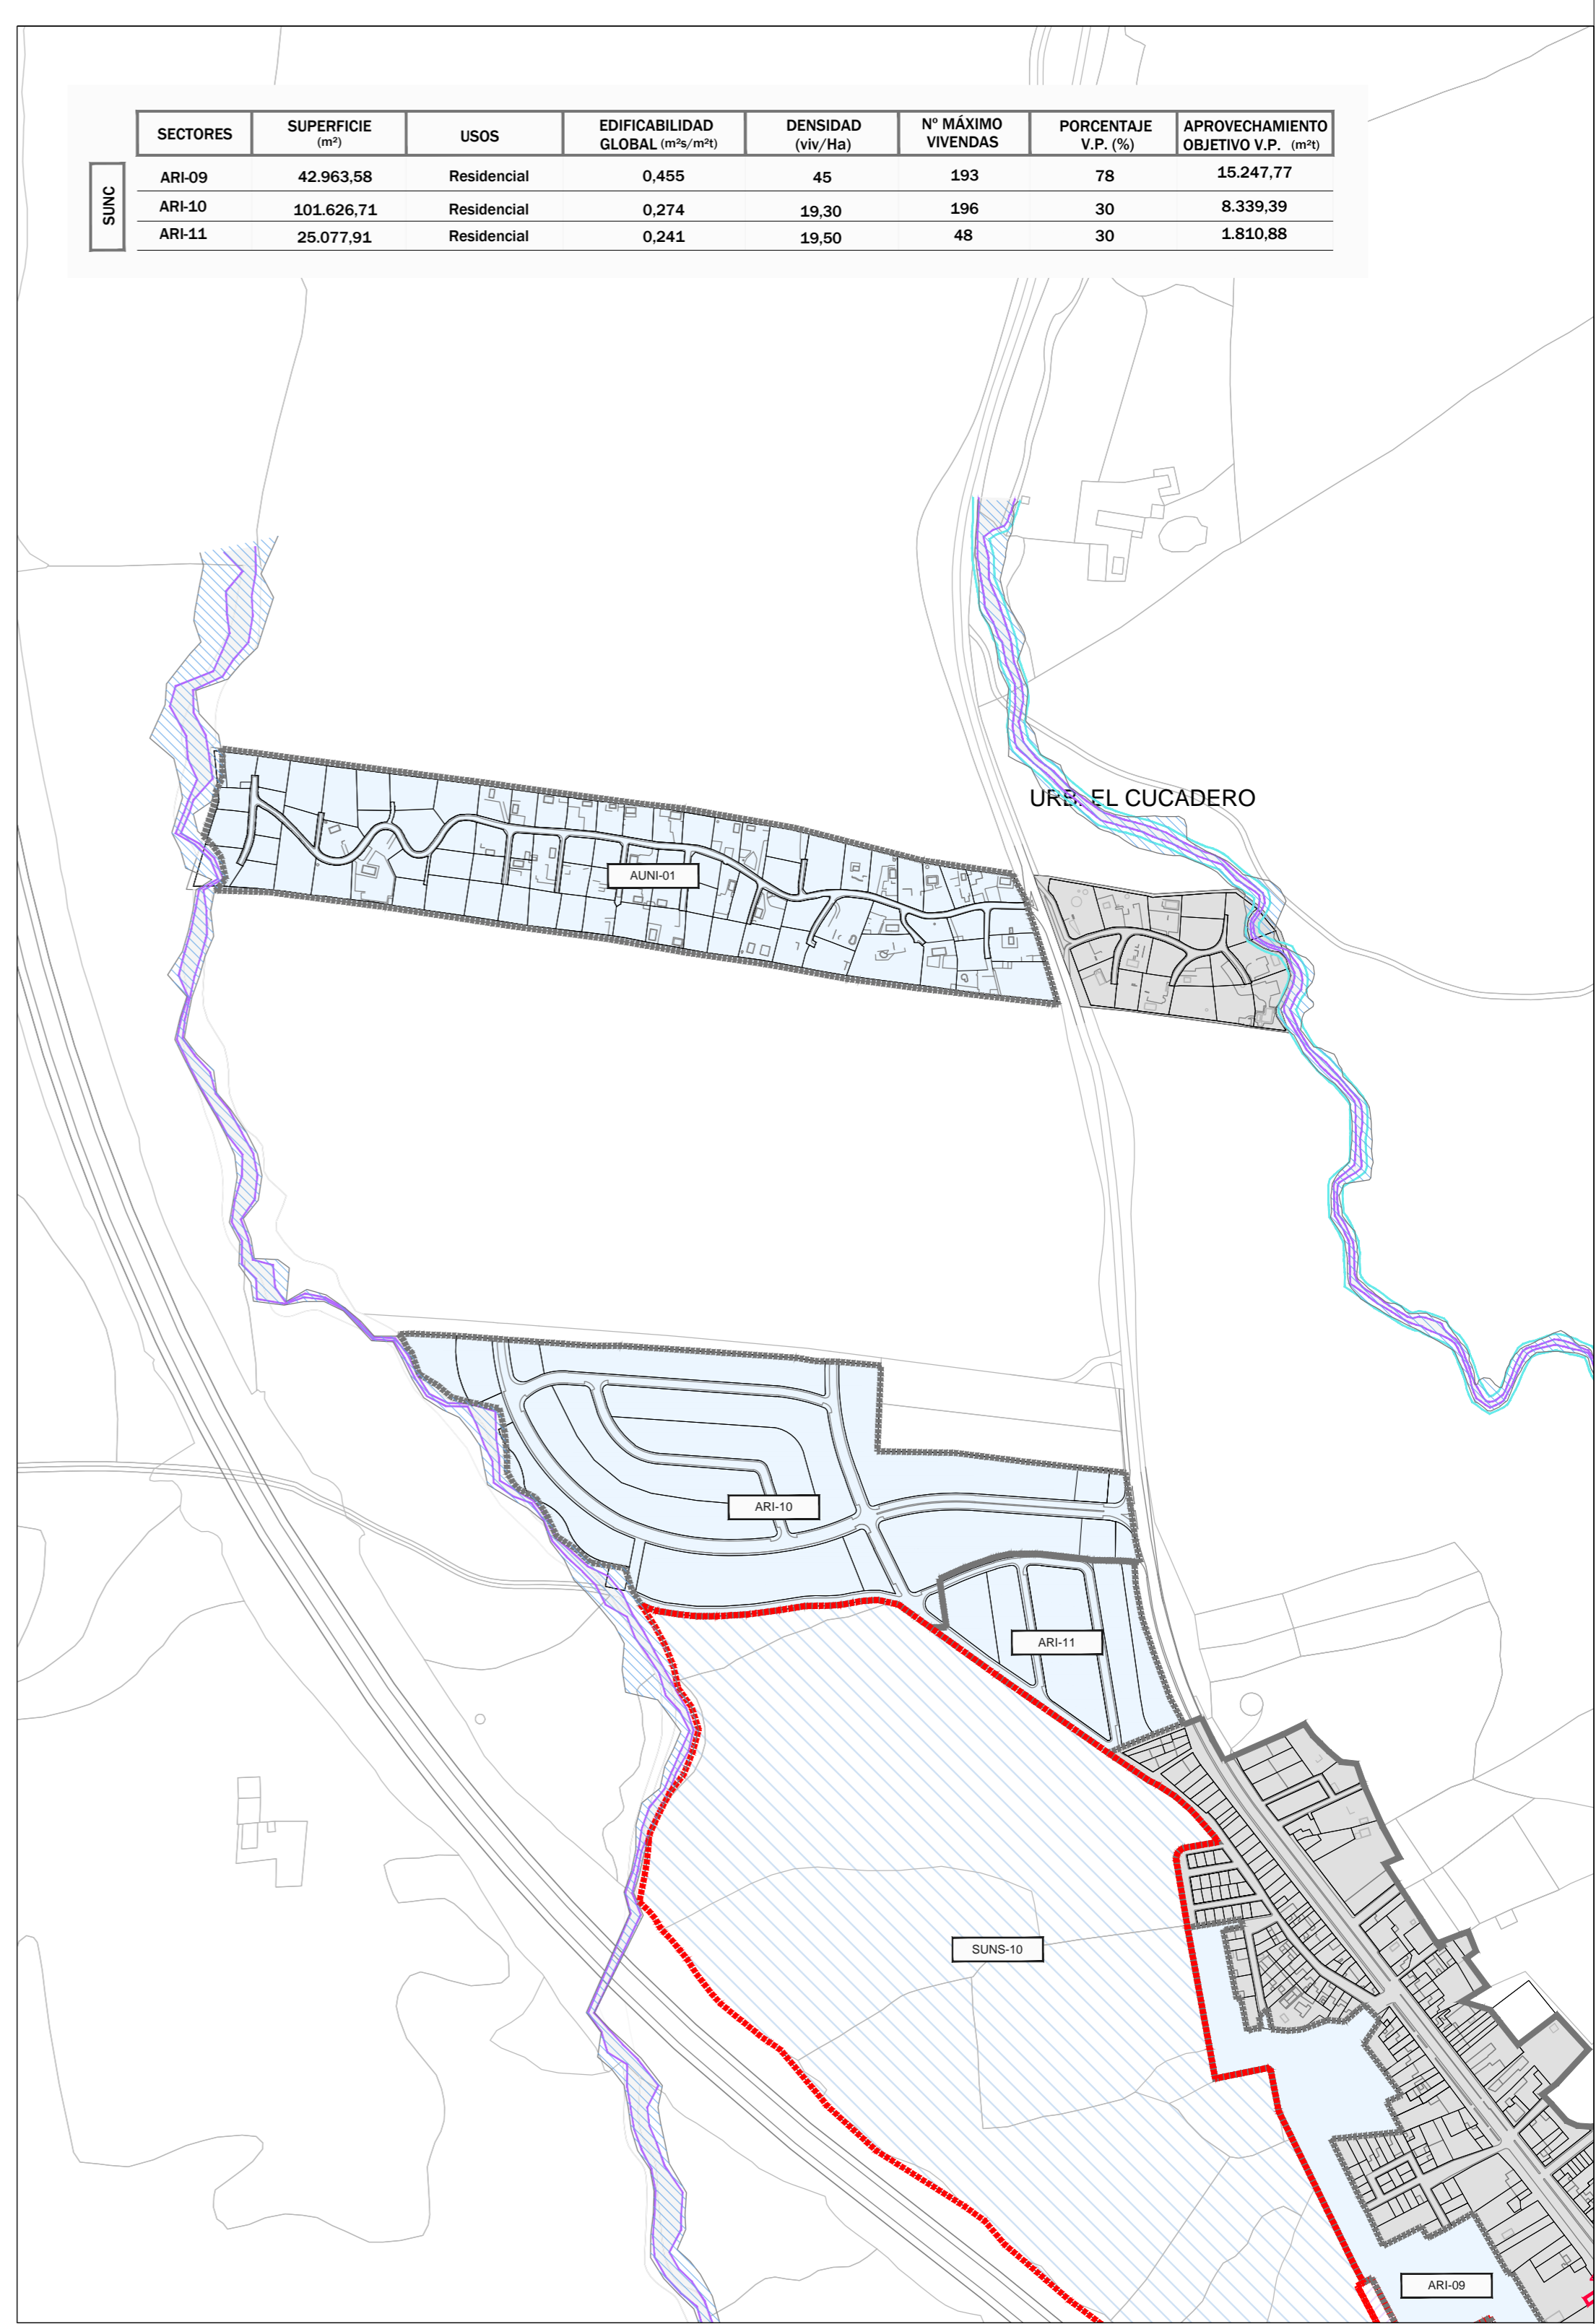 SECTORES SUPERFICIE (m²) USOS EDIFICABILIDAD GLOBAL (m²s/m²t) DENSIDAD (viv/Ha) Nº MÁXIMO VIVENDAS PORCENTAJE V.P. (%) APROVECHAMIENTO OBJETIVO V.P. (m²t)
SUNC
ARI-09 42.963,58 Residencial 0,455 45 193 78 15.247,77
ARI-10 101.626,71 Residencial 0,274 19,30 196 30 8.339,39
ARI-11 25.077,91 Residencial 0,241 19,50 48 30 1.810,88
URB. EL CUCADERO
AUNI-01
ARI-10
ARI-11
SUNS-10
ARI-09